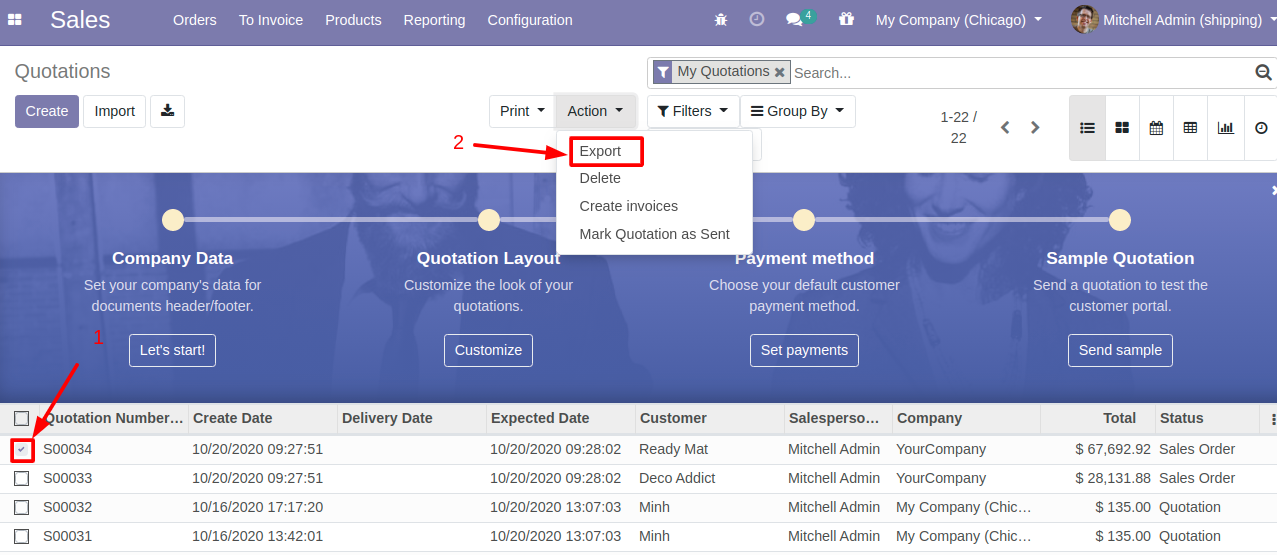 Sales Orders To Invoice Products Reporting Configuration 4 My Company (Chicago) Mitchell Admin (shipping)
Quotations My Quotations Search...
Create Import Print Action Filters Group By 1-22 / 22
2 Export
Delete
Create invoices
Mark Quotation as Sent
Company Data Quotation Layout Payment method Sample Quotation
Set your company's data for documents header/footer. Customize the look of your quotations. Choose your default customer payment method. Send a quotation to test the customer portal.
1 Let's start! Customize Set payments Send sample
Quotation Number... Create Date Delivery Date Expected Date Customer Salesperso... Company Total Status
S00034 10/20/2020 09:27:51 10/20/2020 09:28:02 Ready Mat Mitchell Admin YourCompany $ 67,692.92 Sales Order
S00033 10/20/2020 09:27:51 10/20/2020 09:28:02 Deco Addict Mitchell Admin YourCompany $ 28,131.88 Sales Order
S00032 10/16/2020 17:17:20 10/20/2020 13:07:03 Minh Mitchell Admin My Company (Chic... $ 135.00 Quotation
S00031 10/16/2020 13:42:01 10/20/2020 13:07:03 Minh Mitchell Admin My Company (Chic... $ 135.00 Quotation